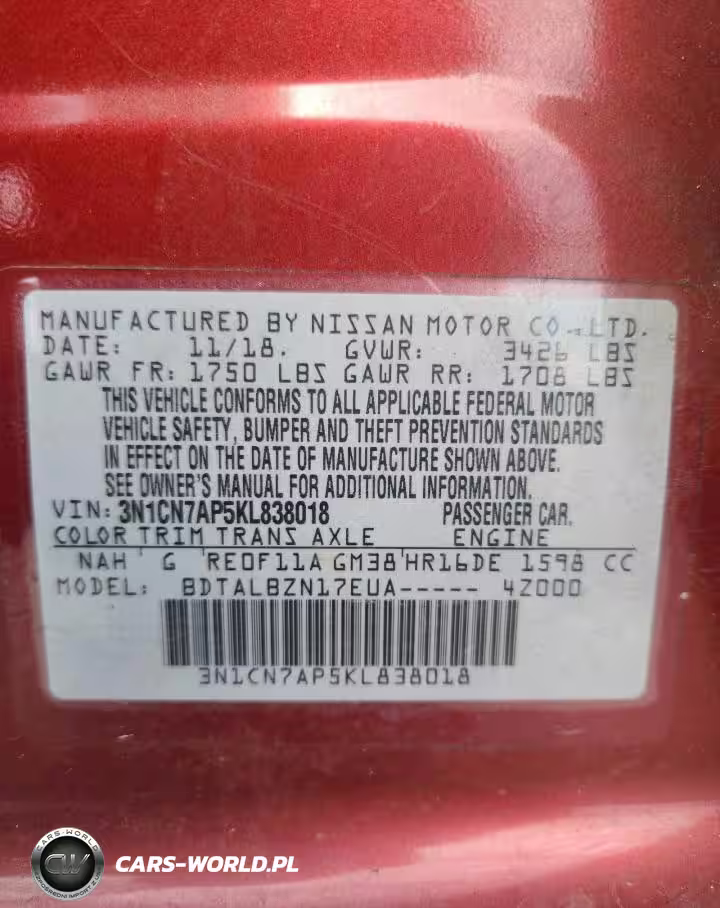 MANUFACTURED BY NISSAN MOTOR CO., LTD.
DATE: 11/18. GVWR: 3426 LBS
GAWR FR: 1750 LBS GAWR RR: 1708 LBS
THIS VEHICLE CONFORMS TO ALL APPLICABLE FEDERAL MOTOR
VEHICLE SAFETY, BUMPER AND THEFT PREVENTION STANDARDS
IN EFFECT ON THE DATE OF MANUFACTURE SHOWN ABOVE.
SEE OWNER'S MANUAL FOR ADDITIONAL INFORMATION.
VIN: 3N1CN7AP5KL838018 PASSENGER CAR.
COLOR TRIM TRANS AXLE ENGINE
NAH G RE0F11A GM38 HR16DE 1598 CC
MODEL: BDTALBZN17EUA----- 4Z000
3N1CN7AP5KL838018
CARS-WORLD
CW
CARS-WORLD.PL